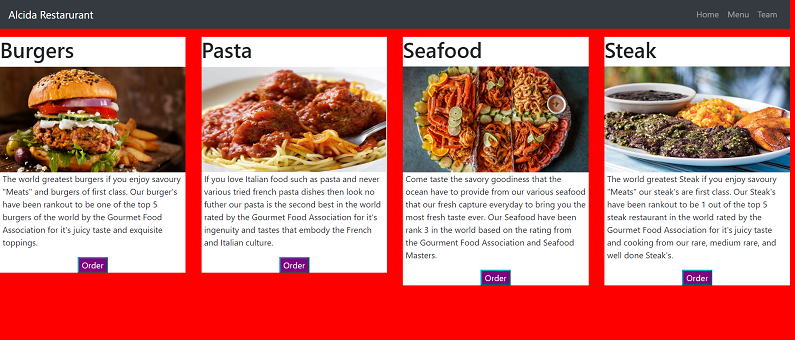 Alcida Restarurant
Home Menu Team
Burgers
The world greatest burgers if you enjoy savoury
"Meats" and burgers of first class. Our burger's
have been rankout to be one of the top 5
burgers of the world by the Gourmet Food
Association for it's juicy taste and exquisite
toppings.
Order
Pasta
If you love Italian food such as pasta and never
various tried french pasta dishes then look no
futher our pasta is the second best in the world
rated by the Gourmet Food Association for it's
ingenuity and tastes that embody the French
and Italian culture.
Order
Seafood
Come taste the savory goodiness that the
ocean have to provide from our various seafood
that our fresh capture everyday to bring you the
most fresh taste ever. Our Seafood have been
rank 3 in the world based on the rating from
the Gourment Food Association and Seafood
Masters.
Order
Steak
The world greatest Steak if you enjoy savoury
"Meats" our steak's are first class. Our Steak's
have been rankout to be 1 out of the top 5
steak restaurant in the world rated by the
Gourmet Food Association for it's juicy taste
and cooking from our rare, medium rare, and
well done Steak's.
Order